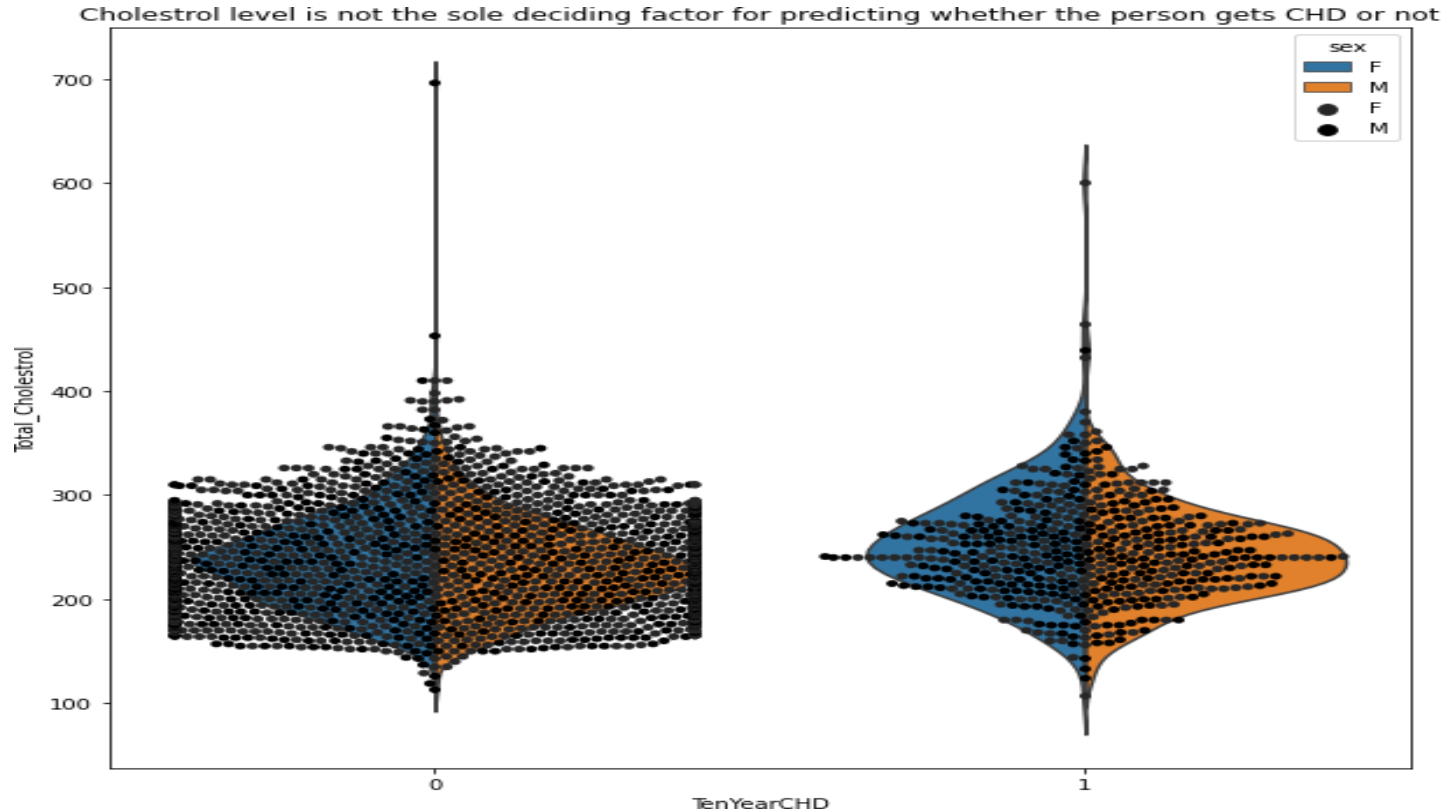 Cholestrol level is not the sole deciding factor for predicting whether the person gets CHD or not
sex
F
M
F
M
700
600
500
400
300
200
100
Total_Cholestrol
0
1
TenYearCHD